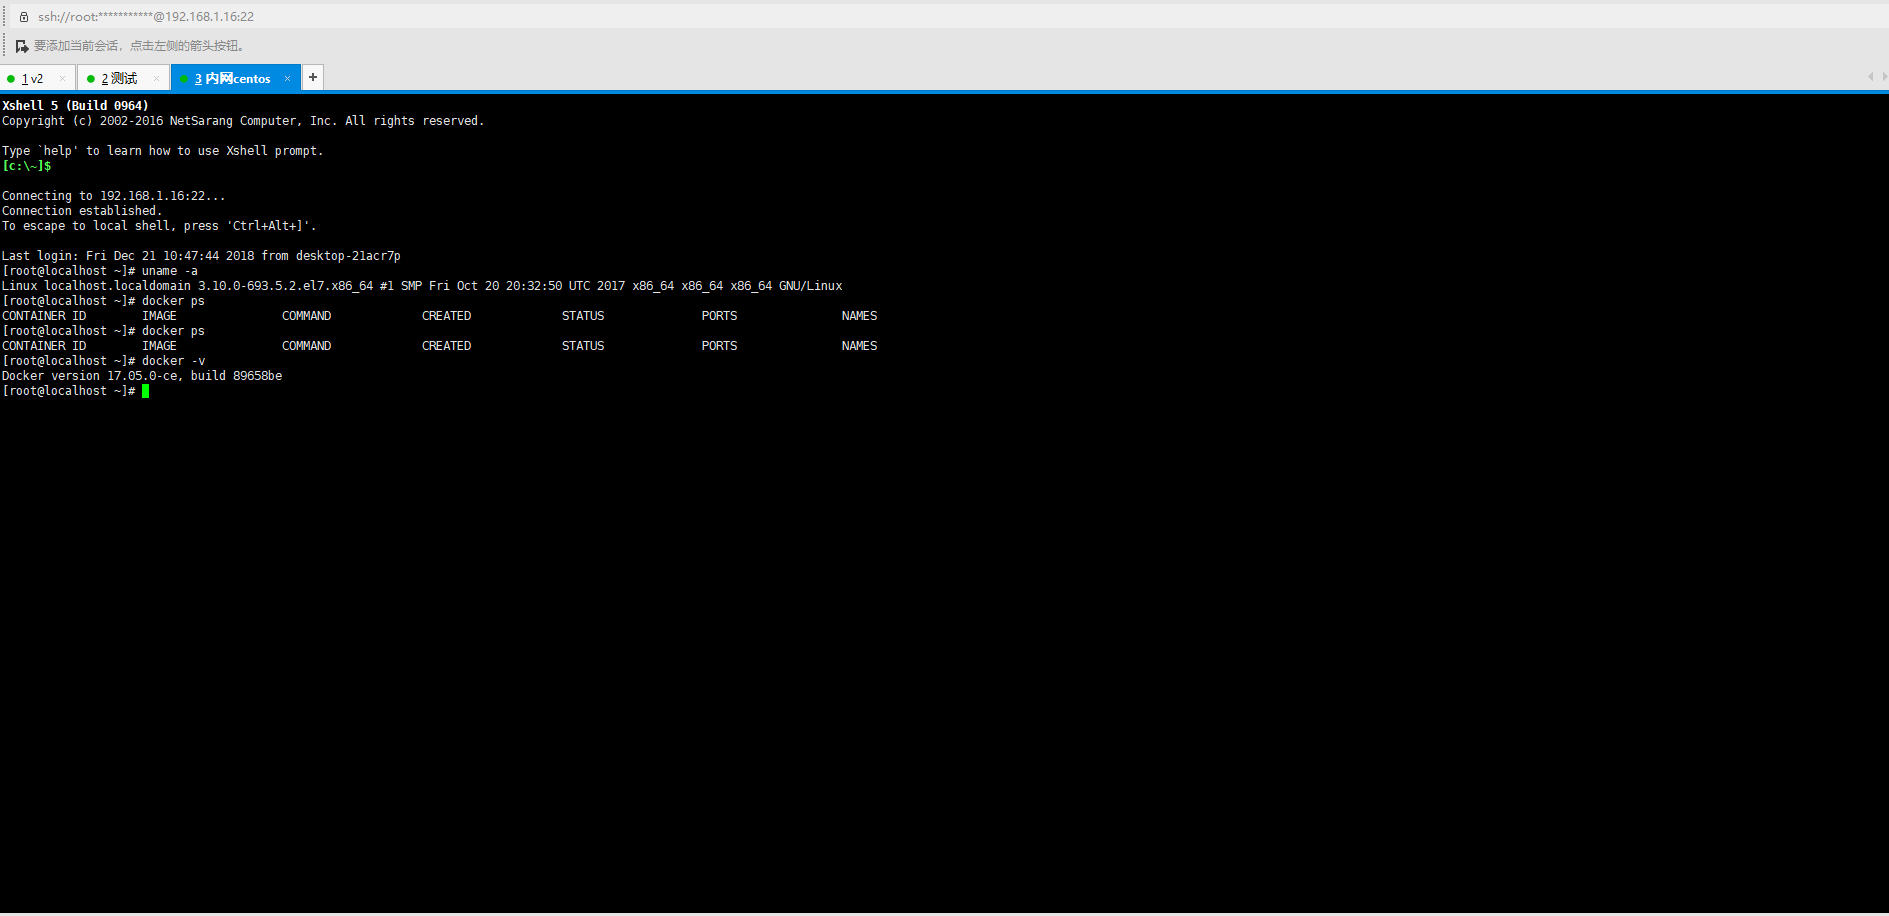 ssh://root:***********@192.168.1.16:22
要添加当前会话，点击左侧的箭头按钮。
1 v2 × 2 测试 × 3 内网centos × +
Xshell 5 (Build 0964)
Copyright (c) 2002-2016 NetSarang Computer, Inc. All rights reserved.
Type `help' to learn how to use Xshell prompt.
[c:\~]$
Connecting to 192.168.1.16:22...
Connection established.
To escape to local shell, press 'Ctrl+Alt+]'.
Last login: Fri Dec 21 10:47:44 2018 from desktop-21acr7p
[root@localhost ~]# uname -a
Linux localhost.localdomain 3.10.0-693.5.2.el7.x86_64 #1 SMP Fri Oct 20 20:32:50 UTC 2017 x86_64 x86_64 x86_64 GNU/Linux
[root@localhost ~]# docker ps
CONTAINER ID IMAGE COMMAND CREATED STATUS PORTS NAMES
[root@localhost ~]# docker ps
CONTAINER ID IMAGE COMMAND CREATED STATUS PORTS NAMES
[root@localhost ~]# docker -v
Docker version 17.05.0-ce, build 89658be
[root@localhost ~]#